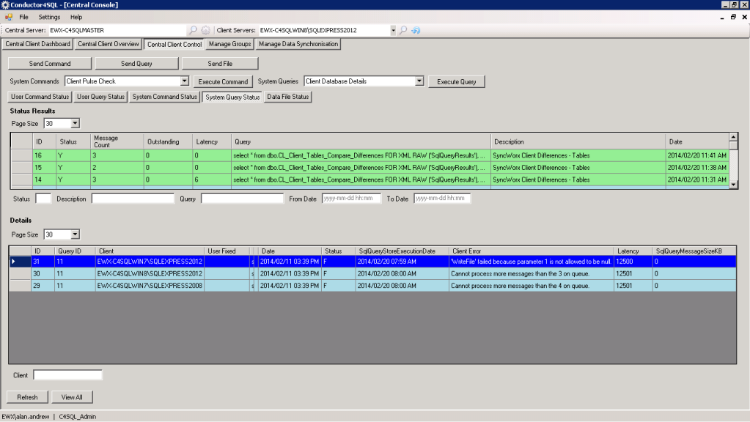 Conductor4SQL - [Central Console]
File Settings Help
Central Server: EWX-C4SQLMASTER Client Servers: EWX-C4SQLWIN8\SQLEXPRESS2012
Central Client Dashboard Central Client Overview Central Client Control Manage Groups Manage Data Synchronisation
Send Command Send Query Send File
System Commands Client Pulse Check Execute Command System Queries Client Database Details Execute Query
User Command Status User Query Status System Command Status System Query Status Data File Status
Status Results
Page Size 30
ID Status Message Count Outstanding Latency Query Description Date
16 Y 3 0 0 select * from dbo.CL_Client_Tables_Compare_Differences FOR XML RAW ('SqlQueryResults'), ... SyncWorx Client Differences - Tables 2014/02/20 11:41 AM
15 Y 2 0 0 select * from dbo.CL_Client_Tables_Compare_Differences FOR XML RAW ('SqlQueryResults'), ... SyncWorx Client Differences - Tables 2014/02/20 11:38 AM
14 Y 3 0 6 select * from dbo.CL_Client_Tables_Compare_Differences FOR XML RAW ('SqlQueryResults'), ... SyncWorx Client Differences - Tables 2014/02/20 11:31 AM
Status Description Query From Date yyyy-mm-dd hh:mm To Date yyyy-mm-dd hh:mm
Details
Page Size 30
ID Query ID Client User Fixed Date Status SqlQueryStoreExecutionDate Client Error Latency SqlQueryMessageSizeKB
31 11 EWX-C4SQLWIN7\SQLEXPRESS2012 s 2014/02/11 03:39 PM F 2014/02/20 07:59 AM 'WriteFile' failed because parameter 1 is not allowed to be null. 12500 0
30 11 EWX-C4SQLWIN8\SQLEXPRESS2012 s 2014/02/11 03:39 PM F 2014/02/20 08:00 AM Cannot process more messages than the 3 on queue. 12501 0
29 11 EWX-C4SQLWIN7\SQLEXPRESS2008 s 2014/02/11 03:39 PM F 2014/02/20 08:00 AM Cannot process more messages than the 4 on queue. 12501 0
Client
Refresh View All
EWX\alan.andrew | C4SQL_Admin